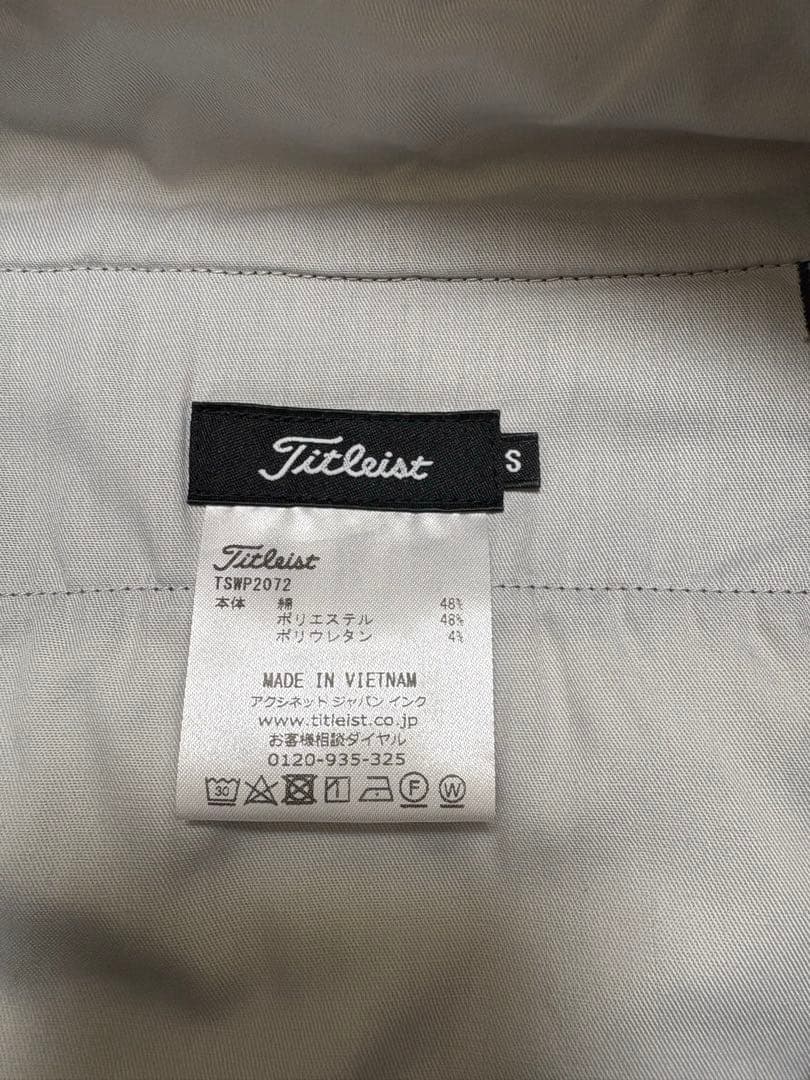 Titleist
S
Titleist
TSWP2072
本体 綿 48%
ポリエステル 48%
ポリウレタン 4%
MADE IN VIETNAM
アクシネット ジャパン インク
www.titleist.co.jp
お客様相談ダイヤル
0120-935-325
30 F W